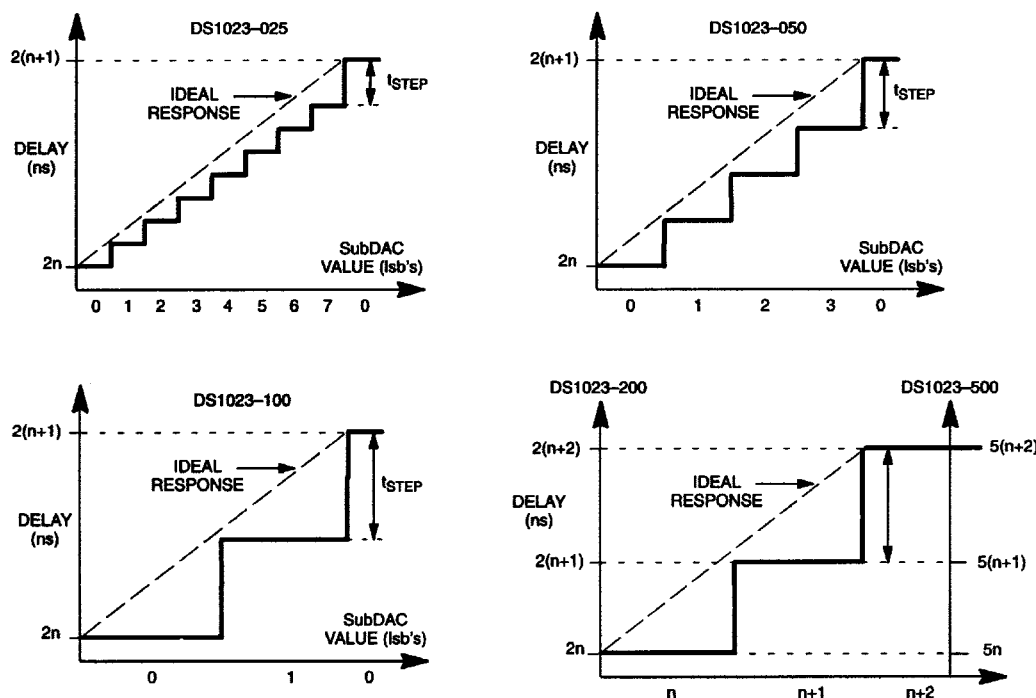 DS1023–025
2(n+1)
IDEAL
RESPONSE
tSTEP
DELAY
(ns)
2n
SubDAC
VALUE (lsb's)
0 1 2 3 4 5 6 7 0
DS1023–050
2(n+1)
IDEAL
RESPONSE
tSTEP
DELAY
(ns)
2n
SubDAC
VALUE (lsb's)
0 1 2 3 0
DS1023–100
2(n+1)
IDEAL
RESPONSE
tSTEP
DELAY
(ns)
2n
SubDAC
VALUE (lsb's)
0 1 0
DS1023–200 DS1023–500
2(n+2) 5(n+2)
IDEAL
RESPONSE
DELAY
(ns)
2(n+1) 5(n+1)
2n 5n
n n+1 n+2